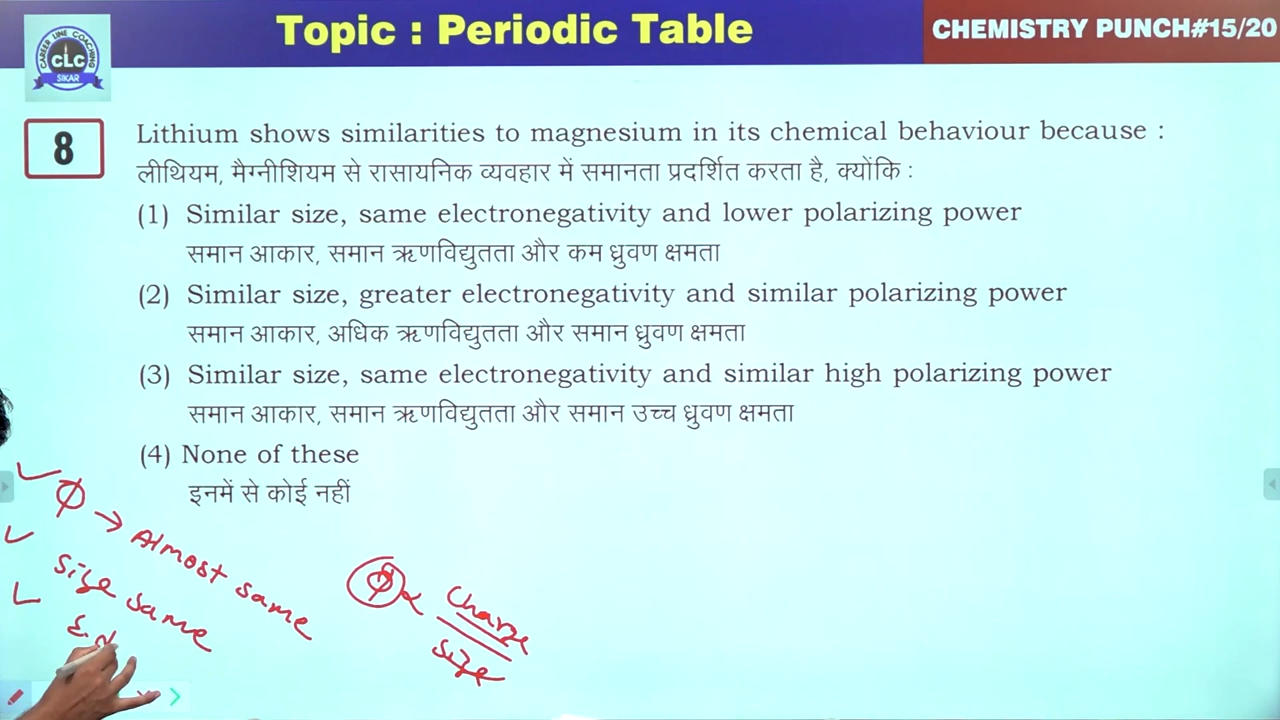 Topic : Periodic Table
CHEMISTRY PUNCH#15/20
CAREER LINE COACHING
CLC
SIKAR
8
Lithium shows similarities to magnesium in its chemical behaviour because :
लीथियम, मैग्नीशियम से रासायनिक व्यवहार में समानता प्रदर्शित करता है, क्योंकि :
(1) Similar size, same electronegativity and lower polarizing power
समान आकार, समान ऋणविद्युतता और कम ध्रुवण क्षमता
(2) Similar size, greater electronegativity and similar polarizing power
समान आकार, अधिक ऋणविद्युतता और समान ध्रुवण क्षमता
(3) Similar size, same electronegativity and similar high polarizing power
समान आकार, समान ऋणविद्युतता और समान उच्च ध्रुवण क्षमता
(4) None of these
इनमें से कोई नहीं
ϕ → Almost same
Size same
E.N
ϕ ∝ Charge
Size